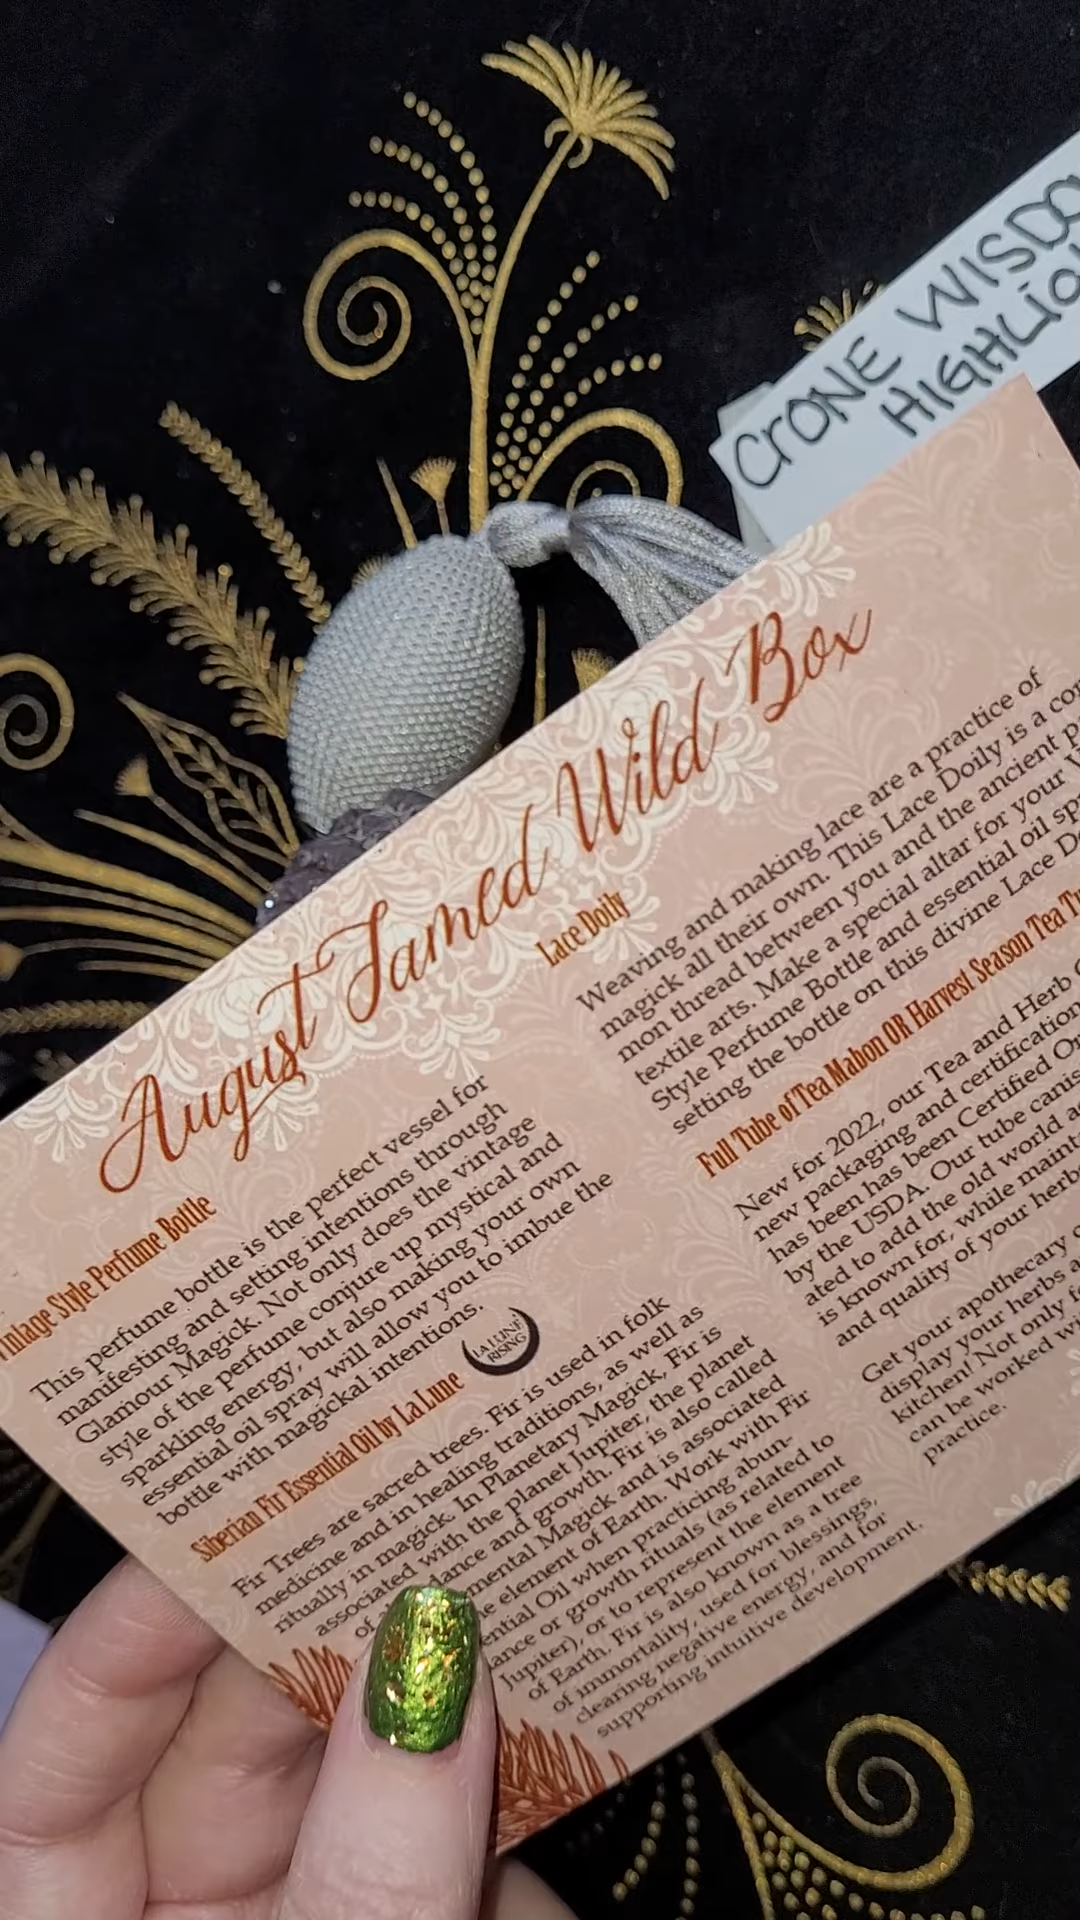 CRONE WISDO
HIGHLIG
August Tamed Wild Box
Vintage Style Perfume Bottle
This perfume bottle is the perfect vessel for
manifesting and setting intentions through
Glamour Magick. Not only does the vintage
style of the perfume conjure up mystical and
sparkling energy, but also making your own
essential oil spray will allow you to imbue the
bottle with magickal intentions.
LA LUNE
RISING
Siberian Fir Essential Oil by La Lune
Fir Trees are sacred trees. Fir is used in folk
medicine and in healing traditions, as well as
ritually in magick. In Planetary Magick, Fir is
associated with the planet Jupiter, the planet
of dance and growth. Fir is also called
mental Magick and is associated
he element of Earth. Work with Fir
ential Oil when practicing abun-
dance or growth rituals (as related to
Jupiter), or to represent the element
of Earth. Fir is also known as a tree
of immortality, used for blessings,
clearing negative energy, and for
supporting intuitive development.
Lace Doily
Weaving and making lace are a practice of
magick all their own. This Lace Doily is a com
mon thread between you and the ancient p
textile arts. Make a special altar for your V
Style Perfume Bottle and essential oil sp
setting the bottle on this divine Lace Do
Full Tube of Tea Mabon OR Harvest Season Tea Tu
New for 2022, our Tea and Herb C
new packaging and certification
has been has been Certified Or
by the USDA. Our tube canis
ated to add the old world a
is known for, while maint
and quality of your herb
Get your apothecary
display your herbs a
kitchen! Not only f
can be worked wi
practice.